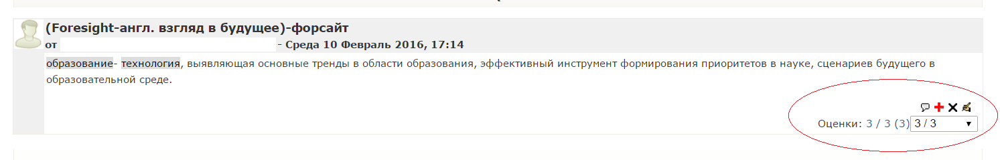 (Foresight-англ. взгляд в будущее)-форсайт
от - Среда 10 Февраль 2016, 17:14
образование- технология, выявляющая основные тренды в области образования, эффективный инструмент формирования приоритетов в науке, сценариев будущего в
образовательной среде.
Оценки: 3 / 3 (3) 3 / 3